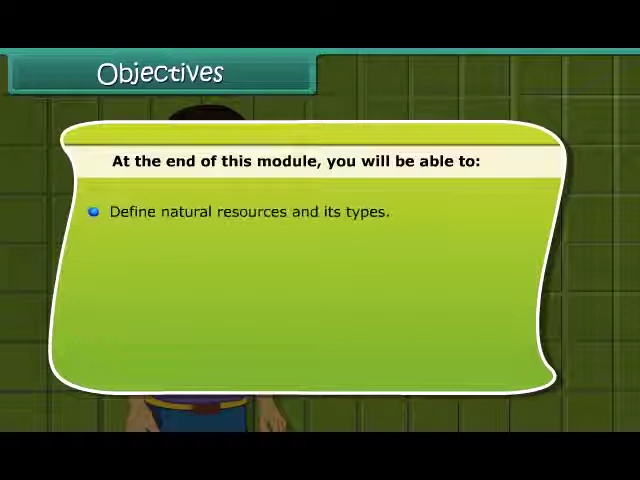 Objectives
At the end of this module, you will be able to:
Define natural resources and its types.